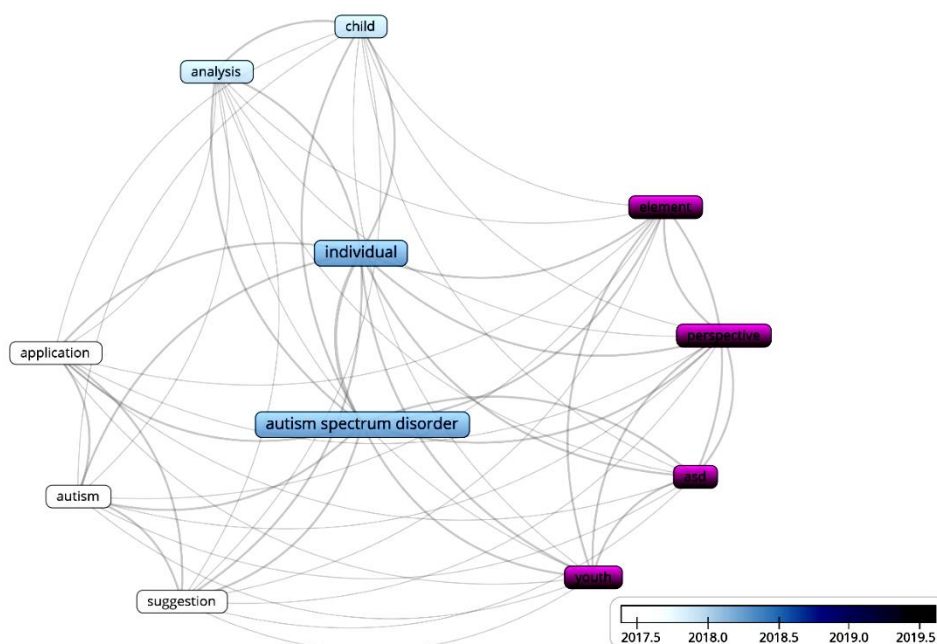 child
analysis
element
individual
perspective
application
autism spectrum disorder
asd
autism
youth
suggestion
2017.5 2018.0 2018.5 2019.0 2019.5